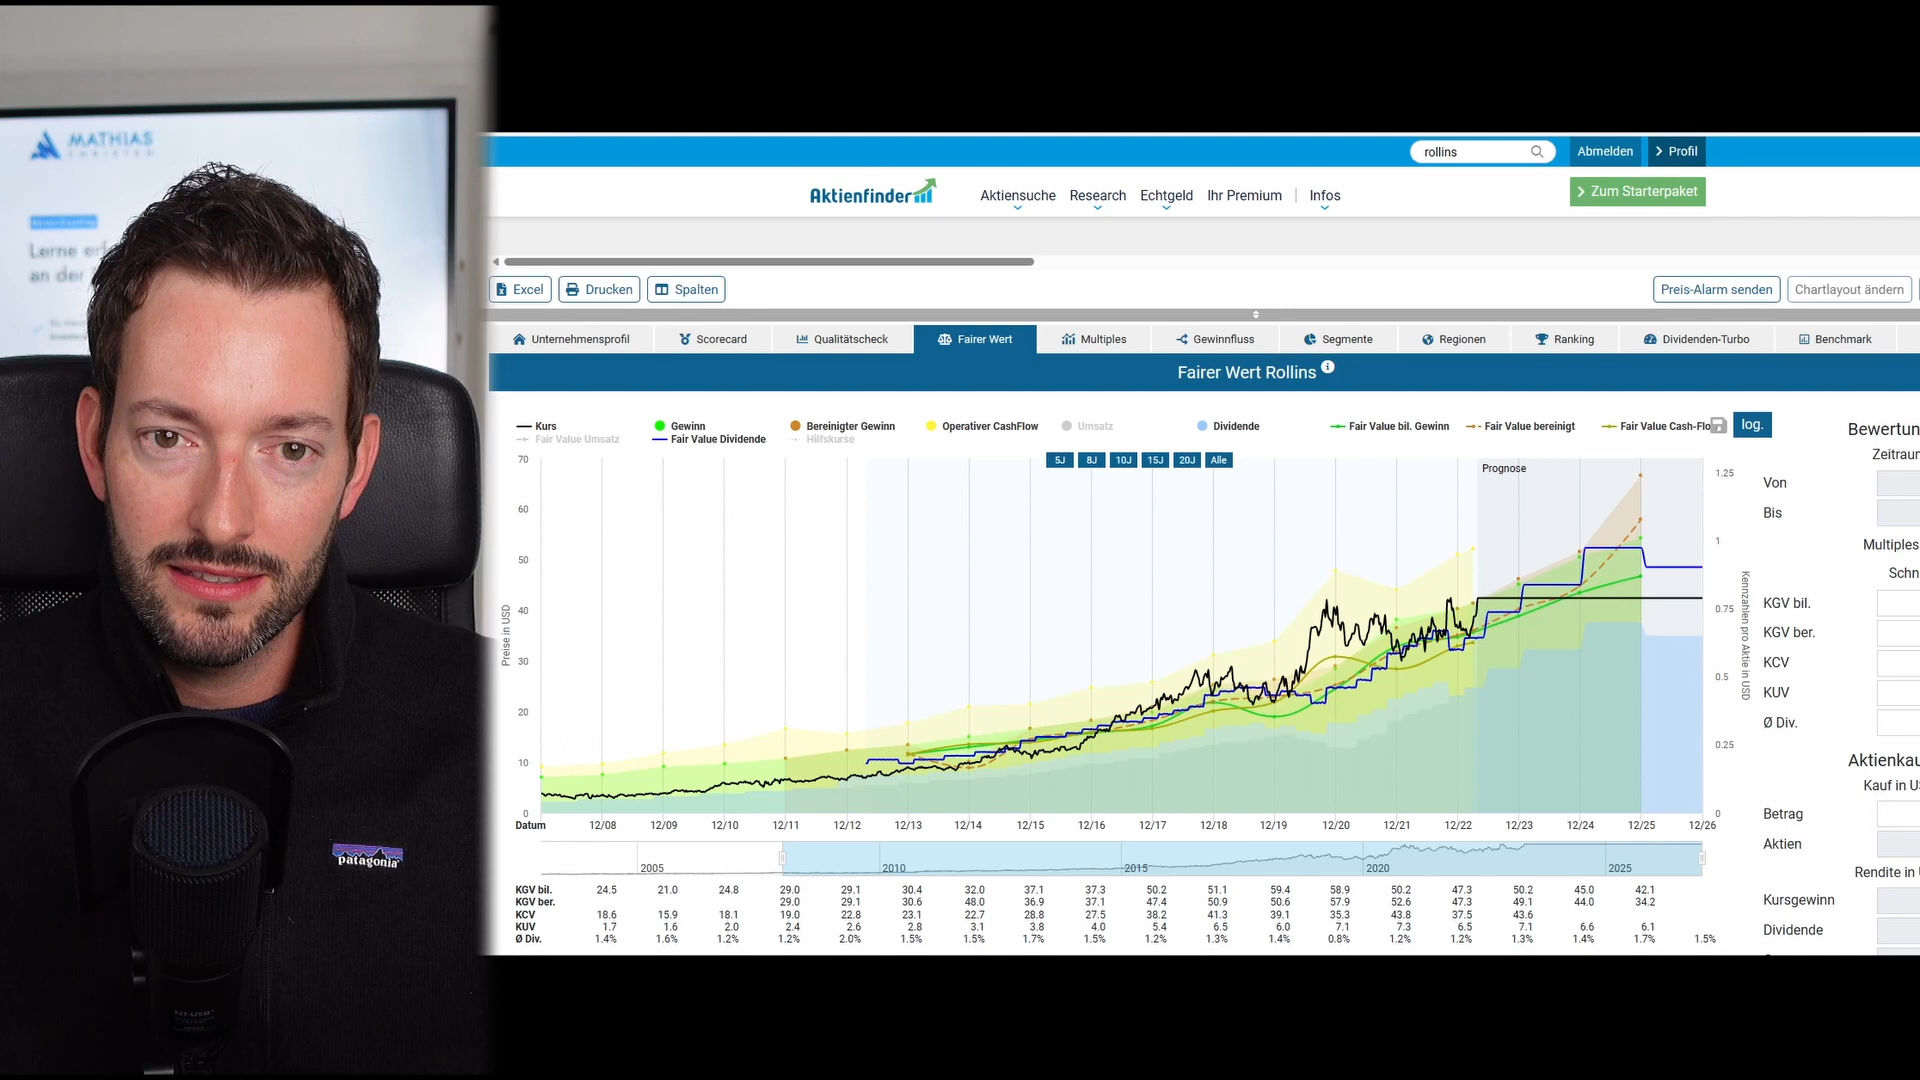 MATHIAS
CHRISTEN
Lerne
an der
patagonia
NT-USB+
rollins
Abmelden
Profil
Aktienfinder
Aktiensuche
Research
Echtgeld
Ihr Premium
Infos
Zum Starterpaket
Excel
Drucken
Spalten
Preis-Alarm senden
Chartlayout ändern
Unternehmensprofil
Scorecard
Qualitätscheck
Fairer Wert
Multiples
Gewinnfluss
Segmente
Regionen
Ranking
Dividenden-Turbo
Benchmark
Fairer Wert Rollins
Kurs
Gewinn
Bereinigter Gewinn
Operativer CashFlow
Umsatz
Dividende
Fair Value bil. Gewinn
Fair Value bereinigt
Fair Value Cash-Flo
log.
Fair Value Umsatz
Fair Value Dividende
Hilfskurse
5J 8J 10J 15J 20J Alle
Prognose
Preise in USD
70
60
50
40
30
20
10
0
1.25
1
0.75
0.5
0.25
0
Kennzahlen pro Aktie in USD
Datum 12/08 12/09 12/10 12/11 12/12 12/13 12/14 12/15 12/16 12/17 12/18 12/19 12/20 12/21 12/22 12/23 12/24 12/25 12/26
2005 2010 2015 2020 2025
KGV bil. 24.5 21.0 24.8 29.0 29.1 30.4 32.0 37.1 37.3 50.2 51.1 59.4 58.9 50.2 47.3 50.2 45.0 42.1
KGV ber. 29.0 29.1 30.6 48.0 36.9 37.1 47.4 50.9 50.6 57.9 52.6 47.3 49.1 44.0 34.2
KCV 18.6 15.9 18.1 19.0 22.8 23.1 22.7 28.8 27.5 38.2 41.3 39.1 35.3 43.8 37.5 43.6
KUV 1.7 1.6 2.0 2.4 2.6 2.8 3.1 3.8 4.0 5.4 6.5 6.0 7.1 7.3 6.5 7.1 6.6 6.1
Ø Div. 1.4% 1.6% 1.2% 1.2% 2.0% 1.5% 1.5% 1.7% 1.5% 1.2% 1.3% 1.4% 0.8% 1.2% 1.2% 1.3% 1.4% 1.7% 1.5%
Bewertun
Zeitraum
Von
Bis
Multiples
Schn
KGV bil.
KGV ber.
KCV
KUV
Ø Div.
Aktienkau
Kauf in US
Betrag
Aktien
Rendite in U
Kursgewinn
Dividende